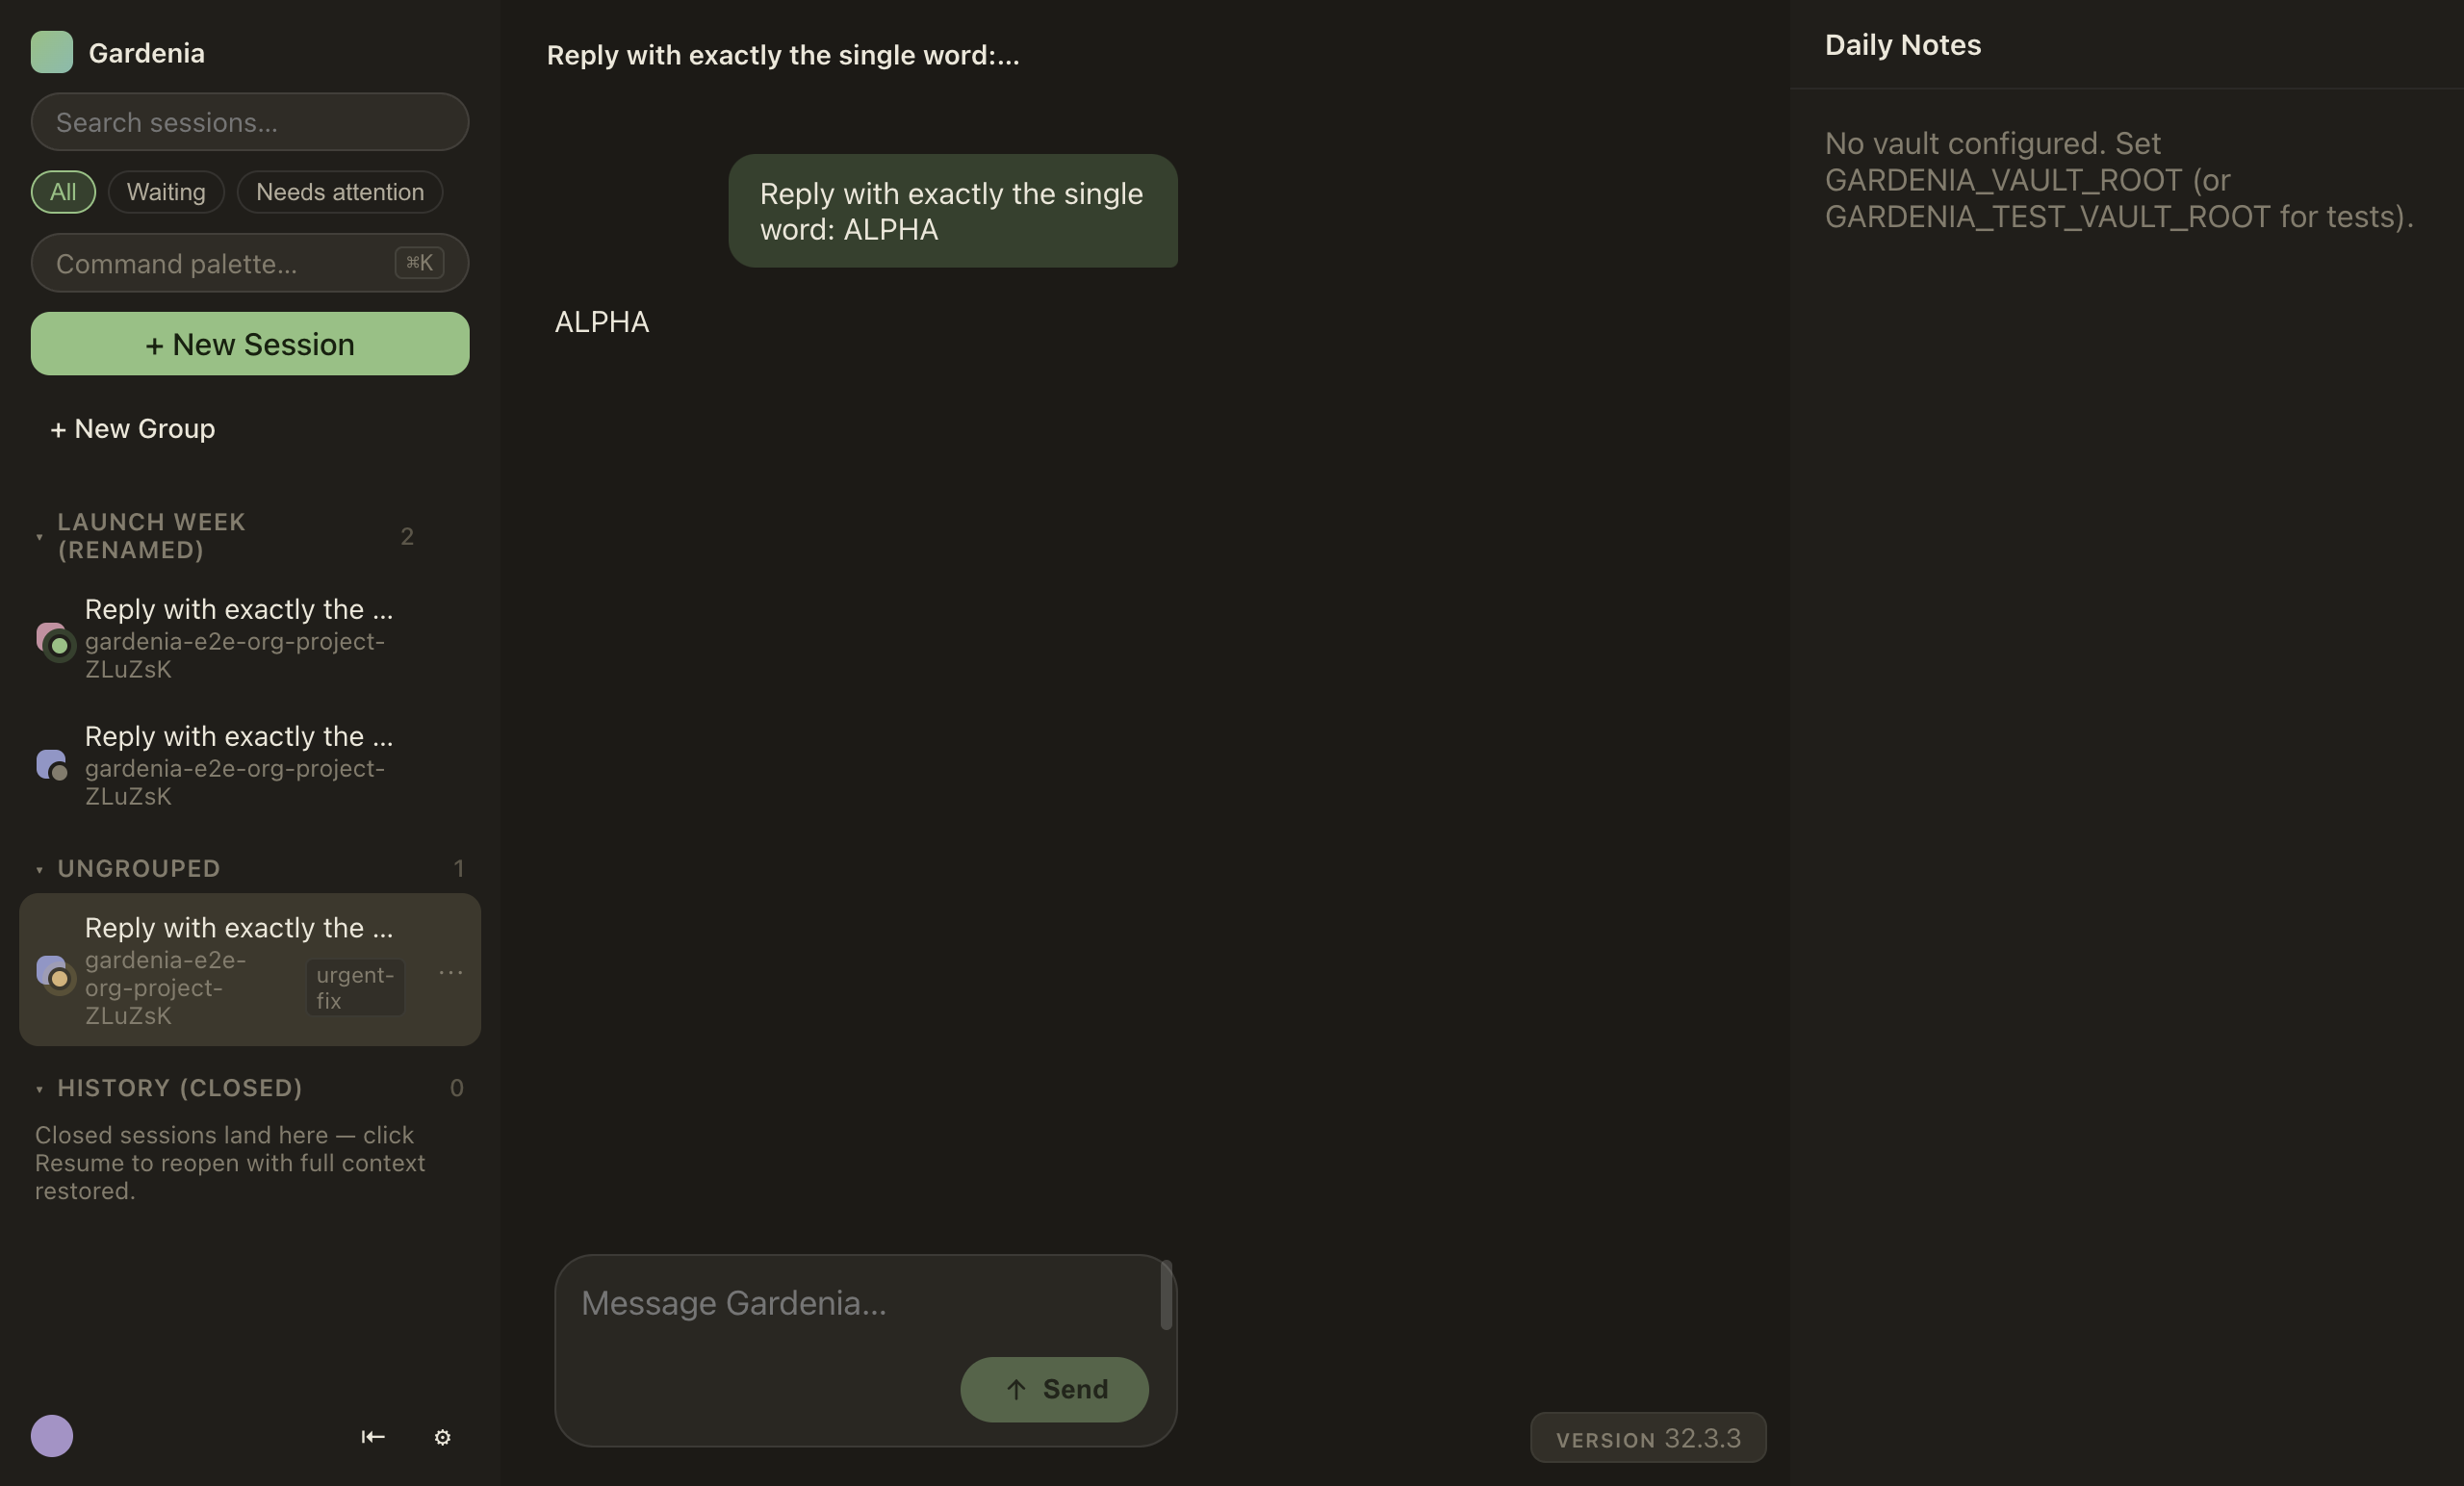 Gardenia
Search sessions...
All
Waiting
Needs attention
Command palette...
⌘K
+ New Session
+ New Group
LAUNCH WEEK
(RENAMED)
2
Reply with exactly the ...
gardenia-e2e-org-project-
ZLuZsK
Reply with exactly the ...
gardenia-e2e-org-project-
ZLuZsK
UNGROUPED
1
Reply with exactly the ...
gardenia-e2e-
org-project-
ZLuZsK
urgent-
fix
...
HISTORY (CLOSED)
0
Closed sessions land here — click
Resume to reopen with full context
restored.
Reply with exactly the single word:...
Reply with exactly the single
word: ALPHA
ALPHA
Message Gardenia...
↑ Send
VERSION 32.3.3
Daily Notes
No vault configured. Set
GARDENIA_VAULT_ROOT (or
GARDENIA_TEST_VAULT_ROOT for tests).